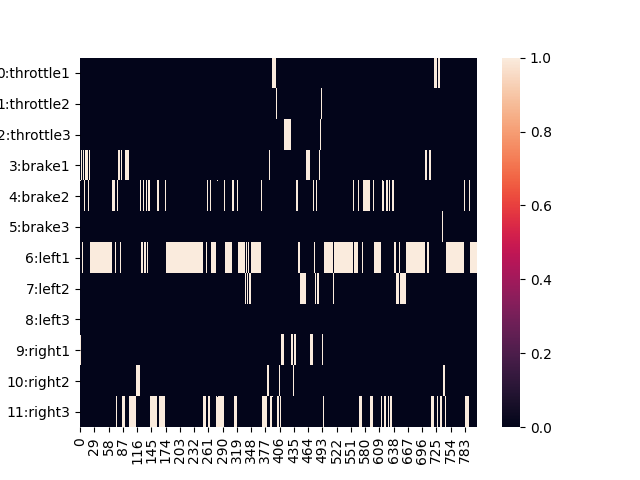 0:throttle1
1:throttle2
2:throttle3
3:brake1
4:brake2
5:brake3
6:left1
7:left2
8:left3
9:right1
10:right2
11:right3
0 29 58 87 116 145 174 203 232 261 290 319 348 377 406 435 464 493 522 551 580 609 638 667 696 725 754 783
1.0
0.8
0.6
0.4
0.2
0.0